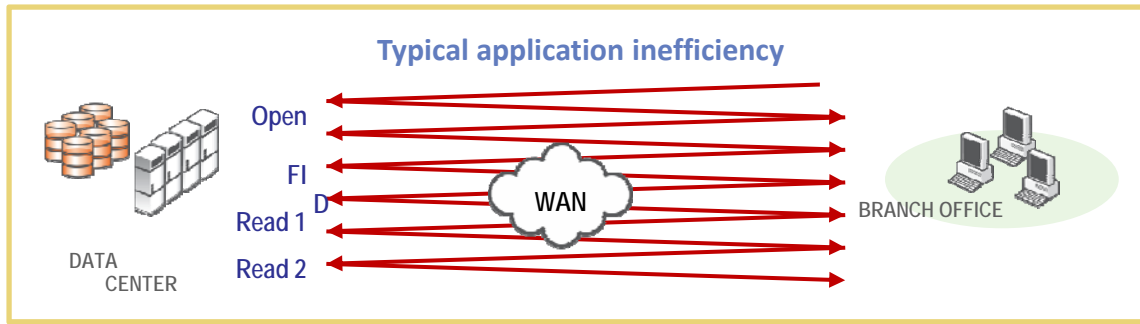 Typical application inefficiency
Open
FI
D
Read 1
Read 2
WAN
DATA
CENTER
BRANCH OFFICE